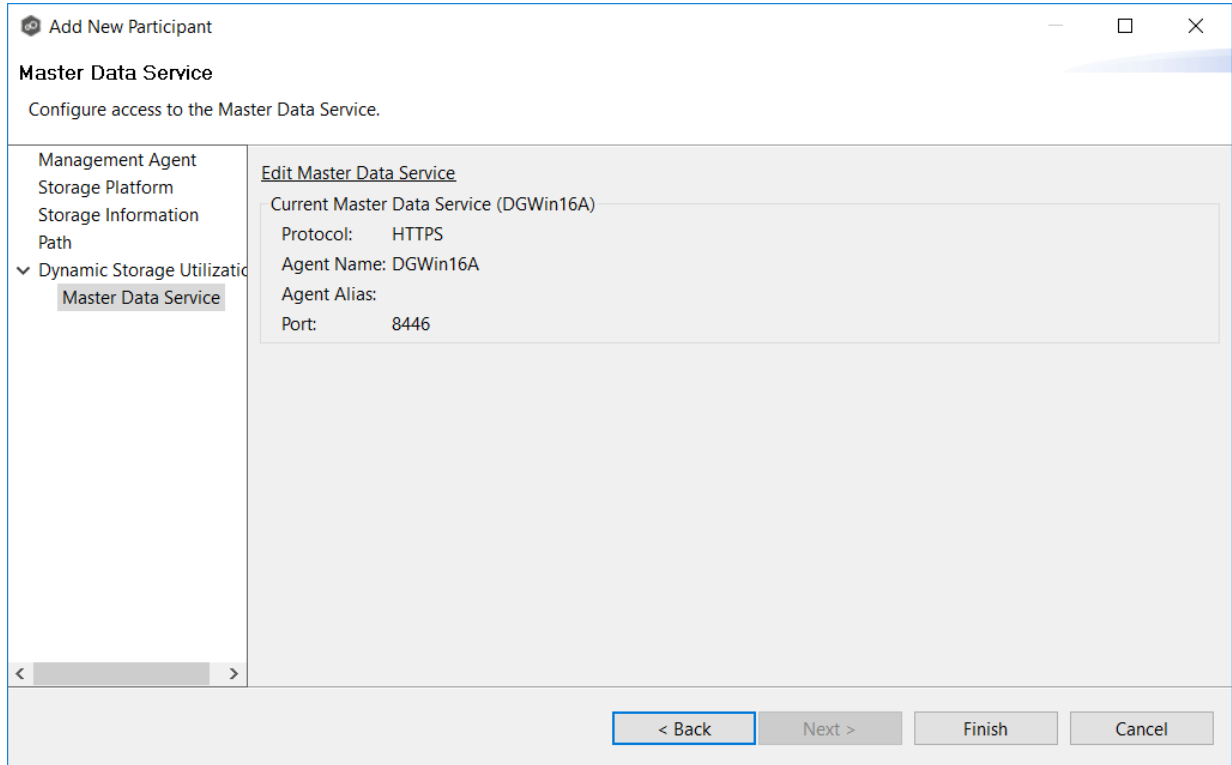 Add New Participant
Master Data Service
Configure access to the Master Data Service.
Management Agent
Storage Platform
Storage Information
Path
Dynamic Storage Utilizatic
Master Data Service
Edit Master Data Service
Current Master Data Service (DGWin16A)
Protocol: HTTPS
Agent Name: DGWin16A
Agent Alias:
Port: 8446
< Back Next > Finish Cancel